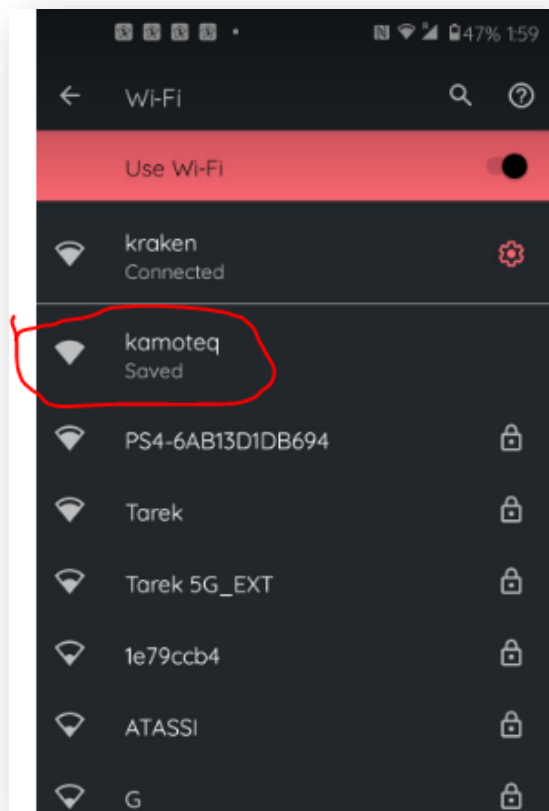 47% 1:59
Wi-Fi
Use Wi-Fi
kraken
Connected
kamoteq
Saved
PS4-6AB13D1DB694
Tarek
Tarek 5G_EXT
1e79ccb4
ATASSI
G